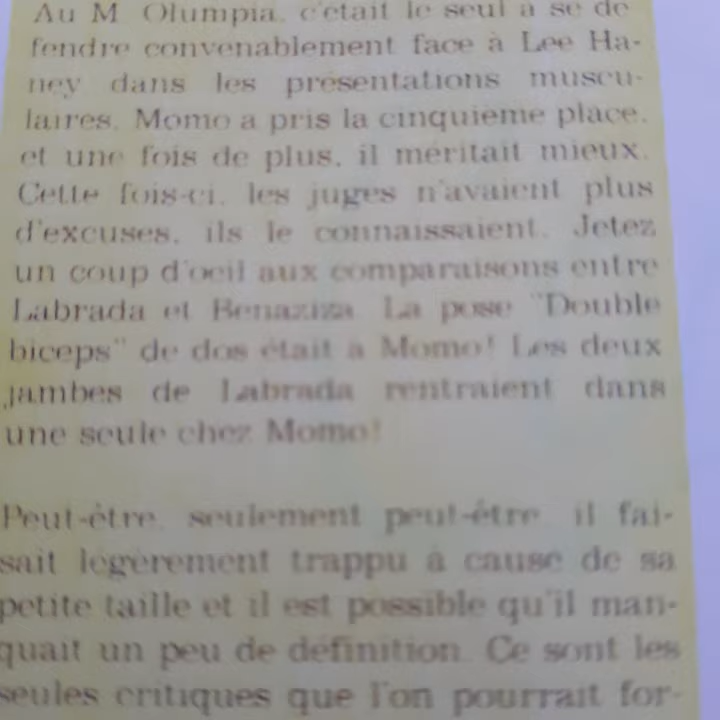 Au M. Olumpia, c'était le seul à se dé
fendre convenablement face à Lee Ha-
ney dans les présentations muscu-
laires. Momo a pris la cinquième place,
et une fois de plus, il méritait mieux.
Cette fois-ci, les juges n'avaient plus
d'excuses, ils le connaissaient. Jetez
un coup d'oeil aux comparaisons entre
Labrada et Benaziza. La pose "Double
biceps" de dos était à Momo! Les deux
jambes de Labrada rentraient dans
une seule chez Momo!
Peut-être, seulement peut-être, il fai-
sait légèrement trappu à cause de sa
petite taille et il est possible qu'il man-
quait un peu de définition. Ce sont les
seules critiques que l'on pourrait for-